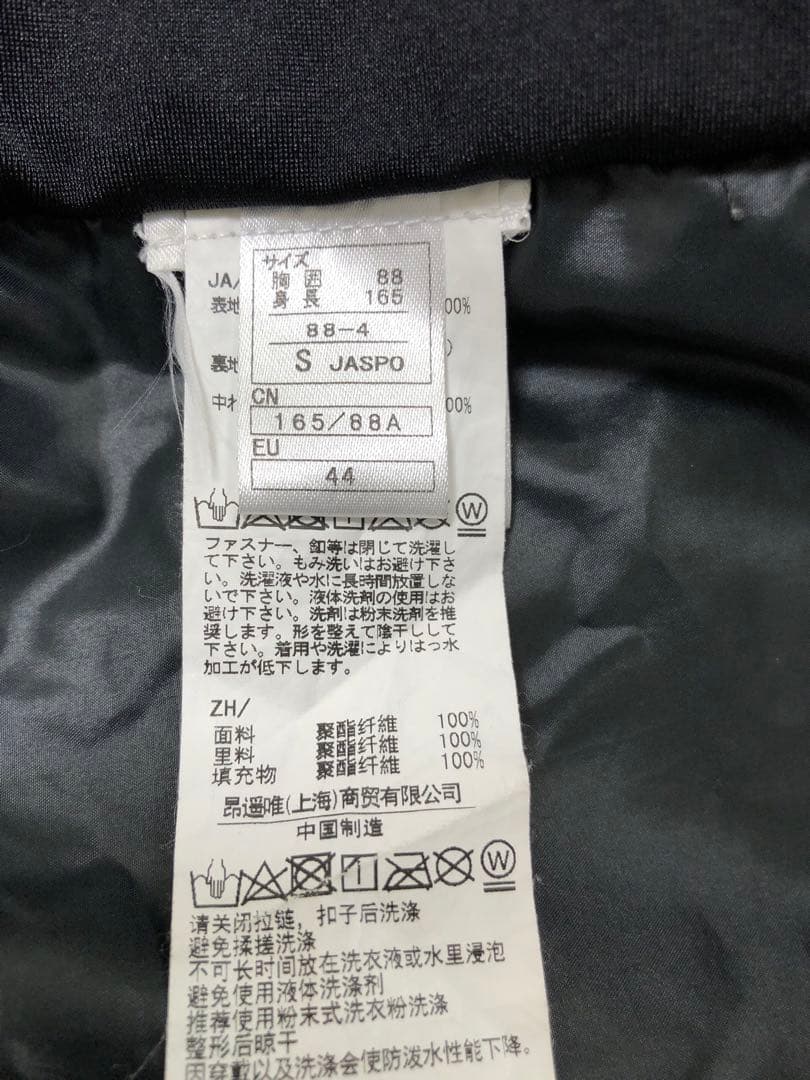 サイズ
胸囲 88
身長 165
88-4
S JASPO
CN
165/88A
EU
44
JA/
表地 00%
裏地 )
中わ 00%
W
ファスナー、釦等は閉じて洗濯し
て下さい。もみ洗いはお避け下さ
い。洗濯液や水に長時間放置しな
いで下さい。液体洗剤の使用はお
避け下さい。洗剤は粉末洗剤を推
奨します。形を整えて陰干しして
下さい。着用や洗濯によりはっ水
加工が低下します。
ZH/
面料 聚酯纤维 100%
里料 聚酯纤维 100%
填充物 聚酯纤维 100%
昂遥唯(上海)商贸有限公司
中国制造
W
请关闭拉链，扣子后洗涤
避免揉搓洗涤
不可长时间放在洗衣液或水里浸泡
避免使用液体洗涤剂
推荐使用粉末式洗衣粉洗涤
整形后晾干
因穿戴以及洗涤会使防泼水性能下降。